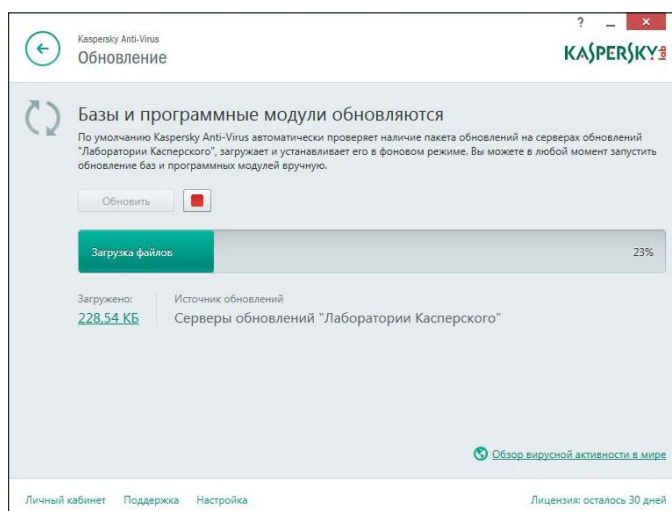 ?
Kaspersky Anti-Virus
Обновление
KASPERSKY lab
Базы и программные модули обновляются
По умолчанию Kaspersky Anti-Virus автоматически проверяет наличие пакета обновлений на серверах обновлений
"Лаборатории Касперского", загружает и устанавливает его в фоновом режиме. Вы можете в любой момент запустить
обновление баз и программных модулей вручную.
Обновить
Загрузка файлов 23%
Загружено: Источник обновлений
228,54 КБ Серверы обновлений "Лаборатории Касперского"
Обзор вирусной активности в мире
Личный кабинет Поддержка Настройка Лицензия: осталось 30 дней